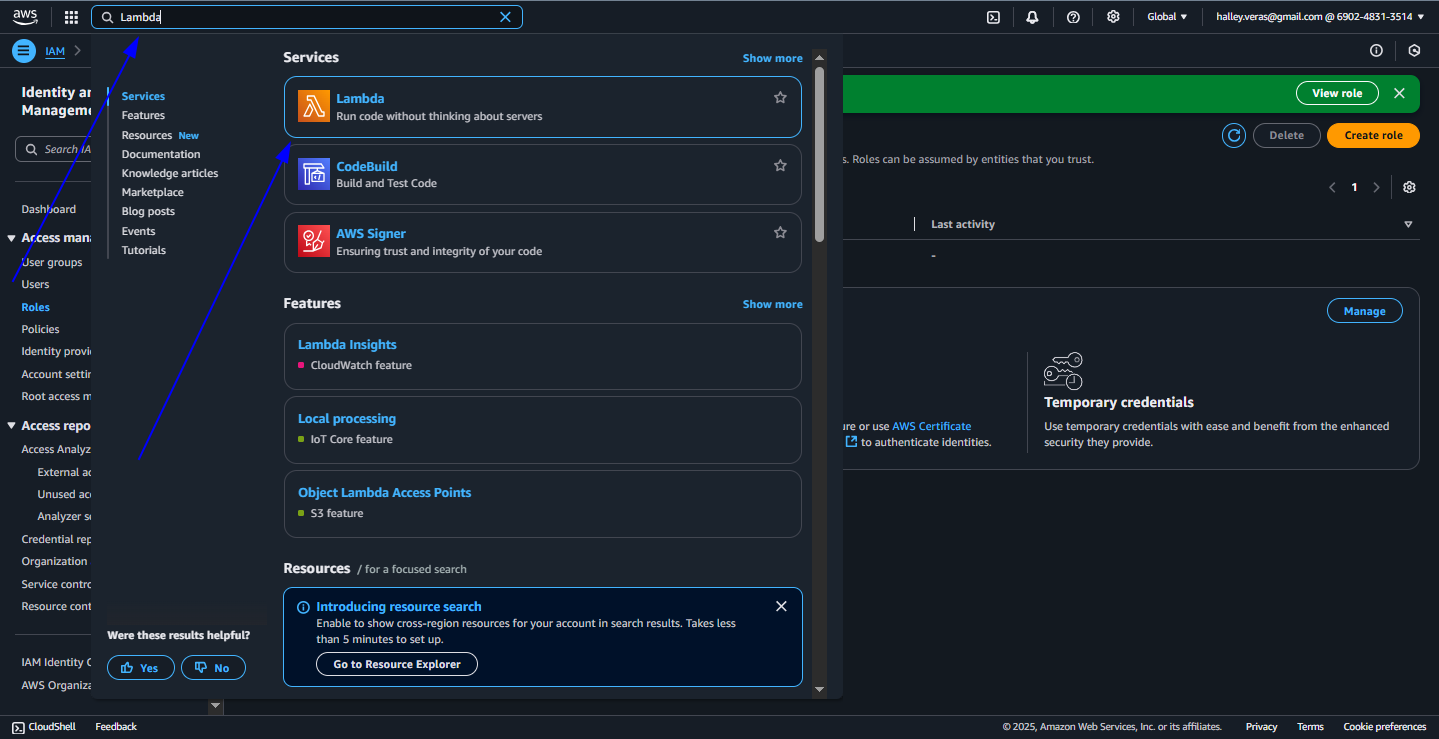 aws
Lambda
Global
halley.veras@gmail.com @ 6902-4831-3514
IAM
Identity an
Management
Search IA
Dashboard
Access mana
User groups
Users
Roles
Policies
Identity provi
Account settin
Root access m
Access repo
Access Analyz
External ac
Unused acc
Analyzer se
Credential rep
Organization
Service contro
Resource cont
IAM Identity C
AWS Organiza
Services
Features
Resources New
Documentation
Knowledge articles
Marketplace
Blog posts
Events
Tutorials
Were these results helpful?
Yes
No
Services
Show more
Lambda
Run code without thinking about servers
CodeBuild
Build and Test Code
AWS Signer
Ensuring trust and integrity of your code
Features
Show more
Lambda Insights
CloudWatch feature
Local processing
IoT Core feature
Object Lambda Access Points
S3 feature
Resources / for a focused search
Introducing resource search
Enable to show cross-region resources for your account in search results. Takes less
than 5 minutes to set up.
Go to Resource Explorer
View role
Delete
Create role
s. Roles can be assumed by entities that you trust.
1
Last activity
-
Manage
ure or use AWS Certificate
to authenticate identities.
Temporary credentials
Use temporary credentials with ease and benefit from the enhanced
security they provide.
CloudShell
Feedback
© 2025, Amazon Web Services, Inc. or its affiliates.
Privacy
Terms
Cookie preferences